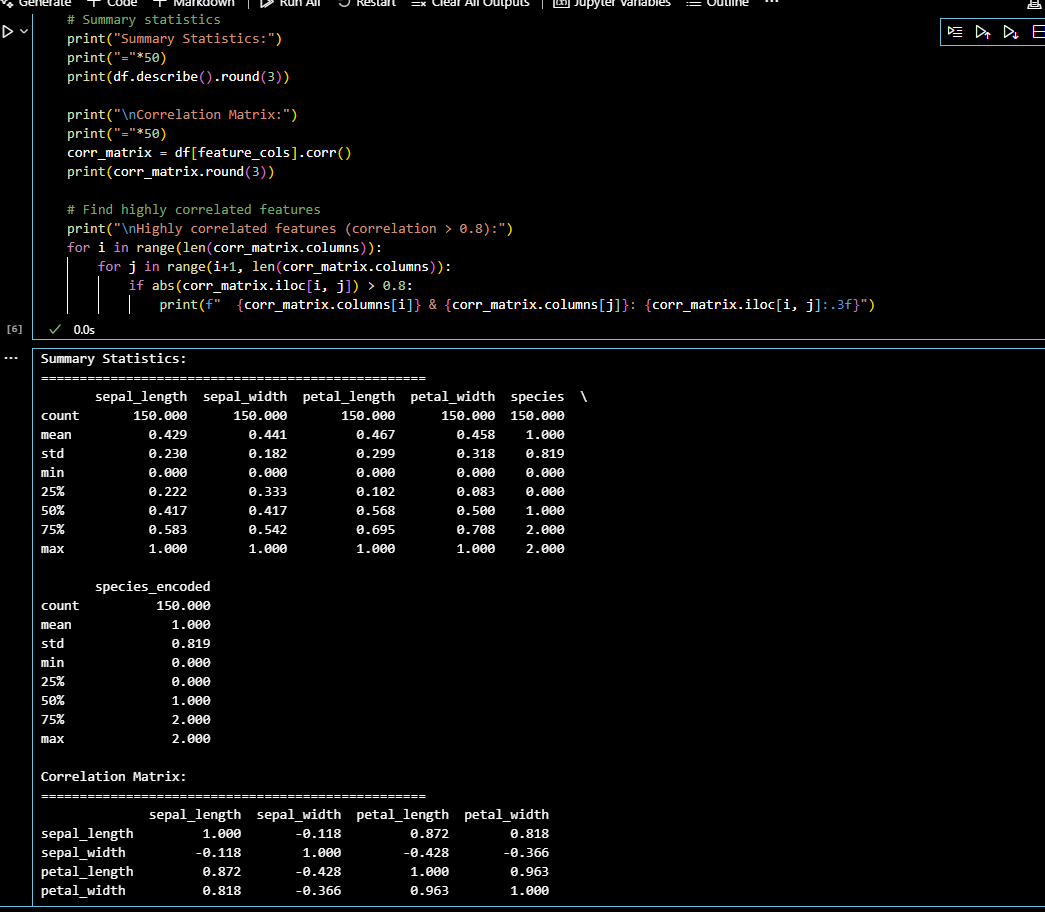 Generate + Code + Markdown | Run All Restart Clear All Outputs | Jupyter Variables Outline ...
# Summary statistics
print("Summary Statistics:")
print("="*50)
print(df.describe().round(3))
print("\nCorrelation Matrix:")
print("="*50)
corr_matrix = df[feature_cols].corr()
print(corr_matrix.round(3))
# Find highly correlated features
print("\nHighly correlated features (correlation > 0.8):")
for i in range(len(corr_matrix.columns)):
    for j in range(i+1, len(corr_matrix.columns)):
        if abs(corr_matrix.iloc[i, j]) > 0.8:
            print(f"  {corr_matrix.columns[i]} & {corr_matrix.columns[j]}: {corr_matrix.iloc[i, j]:.3f}")
[6] ✓ 0.0s
... Summary Statistics:
==================================================
       sepal_length  sepal_width  petal_length  petal_width  species  \
count       150.000      150.000       150.000      150.000  150.000
mean          0.429        0.441         0.467        0.458    1.000
std           0.230        0.182         0.299        0.318    0.819
min           0.000        0.000         0.000        0.000    0.000
25%           0.222        0.333         0.102        0.083    0.000
50%           0.417        0.417         0.568        0.500    1.000
75%           0.583        0.542         0.695        0.708    2.000
max           1.000        1.000         1.000        1.000    2.000
       species_encoded
count          150.000
mean             1.000
std              0.819
min              0.000
25%              0.000
50%              1.000
75%              2.000
max              2.000
Correlation Matrix:
==================================================
              sepal_length  sepal_width  petal_length  petal_width
sepal_length         1.000       -0.118         0.872        0.818
sepal_width         -0.118        1.000        -0.428       -0.366
petal_length         0.872       -0.428         1.000        0.963
petal_width          0.818       -0.366         0.963        1.000